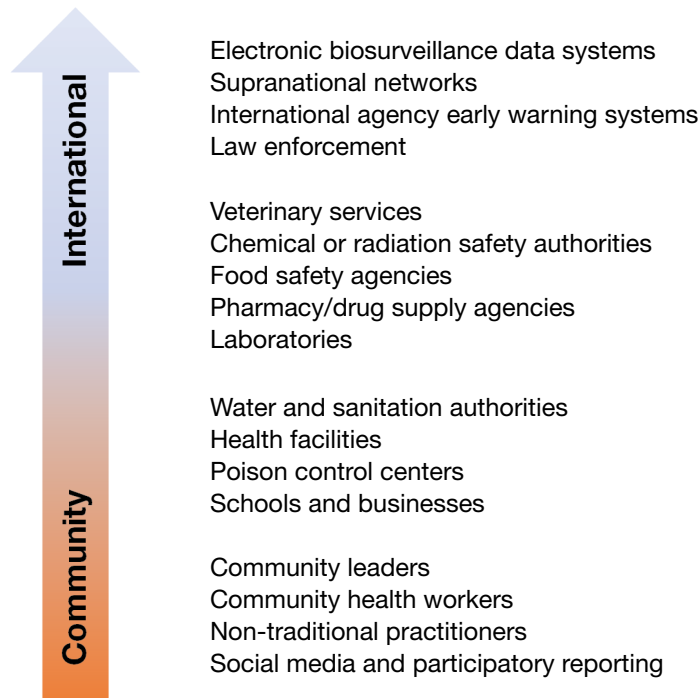 International
Community
Electronic biosurveillance data systems
Supranational networks
International agency early warning systems
Law enforcement
Veterinary services
Chemical or radiation safety authorities
Food safety agencies
Pharmacy/drug supply agencies
Laboratories
Water and sanitation authorities
Health facilities
Poison control centers
Schools and businesses
Community leaders
Community health workers
Non-traditional practitioners
Social media and participatory reporting